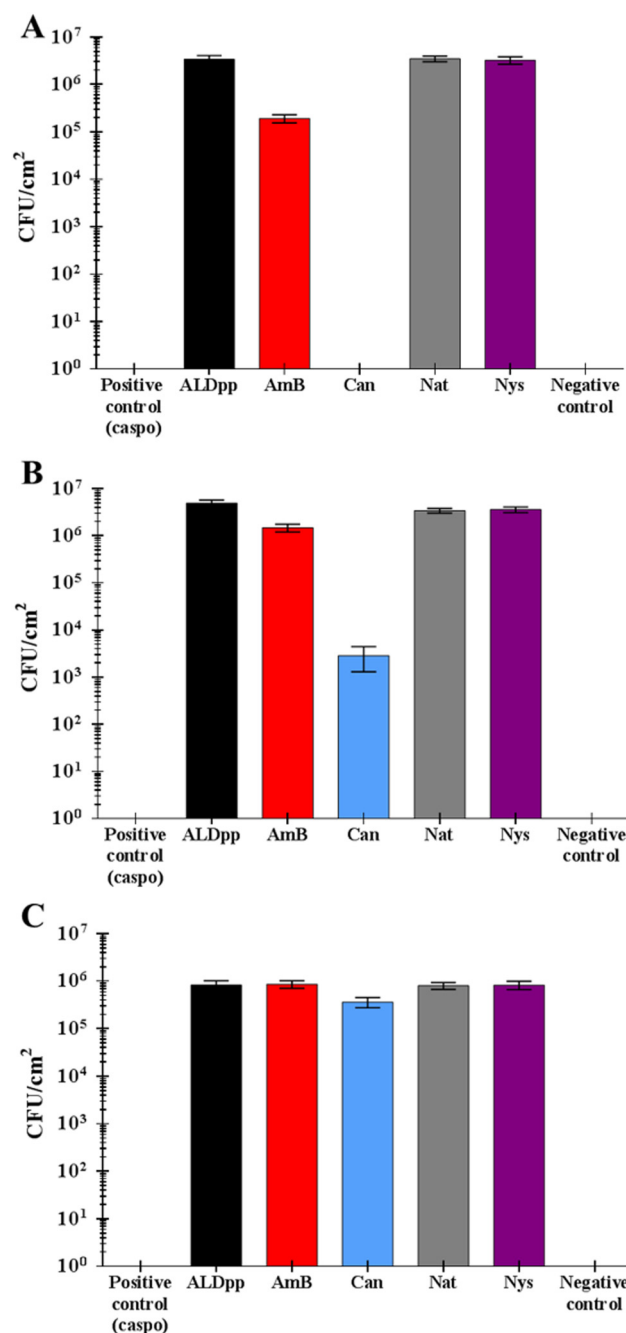 A
CFU/cm²
10⁷
10⁶
10⁵
10⁴
10³
10²
10¹
10⁰
Positive control (caspo) ALDpp AmB Can Nat Nys Negative control
B
CFU/cm²
10⁷
10⁶
10⁵
10⁴
10³
10²
10¹
10⁰
Positive control (caspo) ALDpp AmB Can Nat Nys Negative control
C
CFU/cm²
10⁷
10⁶
10⁵
10⁴
10³
10²
10¹
10⁰
Positive control (caspo) ALDpp AmB Can Nat Nys Negative control